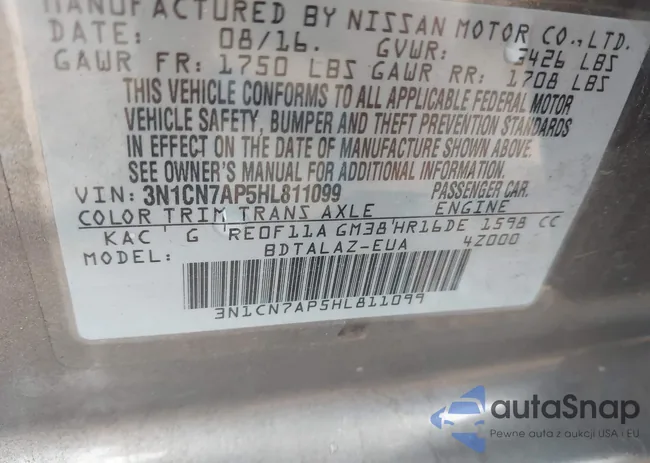 MANUFACTURED BY NISSAN MOTOR CO.,LTD.
DATE: 08/16. GVWR: 3426 LBS
GAWR FR: 1750 LBS GAWR RR: 1708 LBS
THIS VEHICLE CONFORMS TO ALL APPLICABLE FEDERAL MOTOR
VEHICLE SAFETY, BUMPER AND THEFT PREVENTION STANDARDS
IN EFFECT ON THE DATE OF MANUFACTURE SHOWN ABOVE.
SEE OWNER'S MANUAL FOR ADDITIONAL INFORMATION.
VIN: 3N1CN7AP5HL811099 PASSENGER CAR.
COLOR TRIM TRANS AXLE ENGINE
KAC' G RE0F11A GM38'HR16DE 1598 CC
MODEL: BDTALAZ-EUA 4Z000
3N1CN7AP5HL811099
autaSnap
Pewne auta z aukcji USA i EU